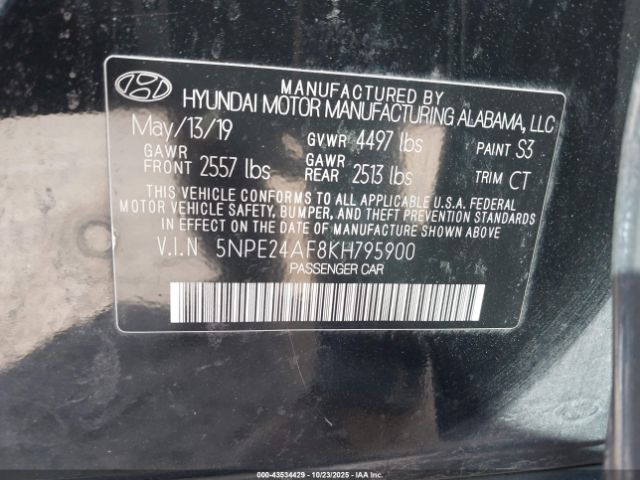 MANUFACTURED BY
HYUNDAI MOTOR MANUFACTURING ALABAMA, LLC
May/13/19 GVWR 4497 lbs PAINT S3
GAWR FRONT 2557 lbs GAWR REAR 2513 lbs TRIM CT
THIS VEHICLE CONFORMS TO ALL APPLICABLE U.S.A. FEDERAL
MOTOR VEHICLE SAFETY, BUMPER, AND THEFT PREVENTION STANDARDS
IN EFFECT ON THE DATE OF MANUFACTURE SHOWN ABOVE.
V.I.N 5NPE24AF8KH795900
PASSENGER CAR
00-43534429 10/23/2025 Copyright IAA, LLC